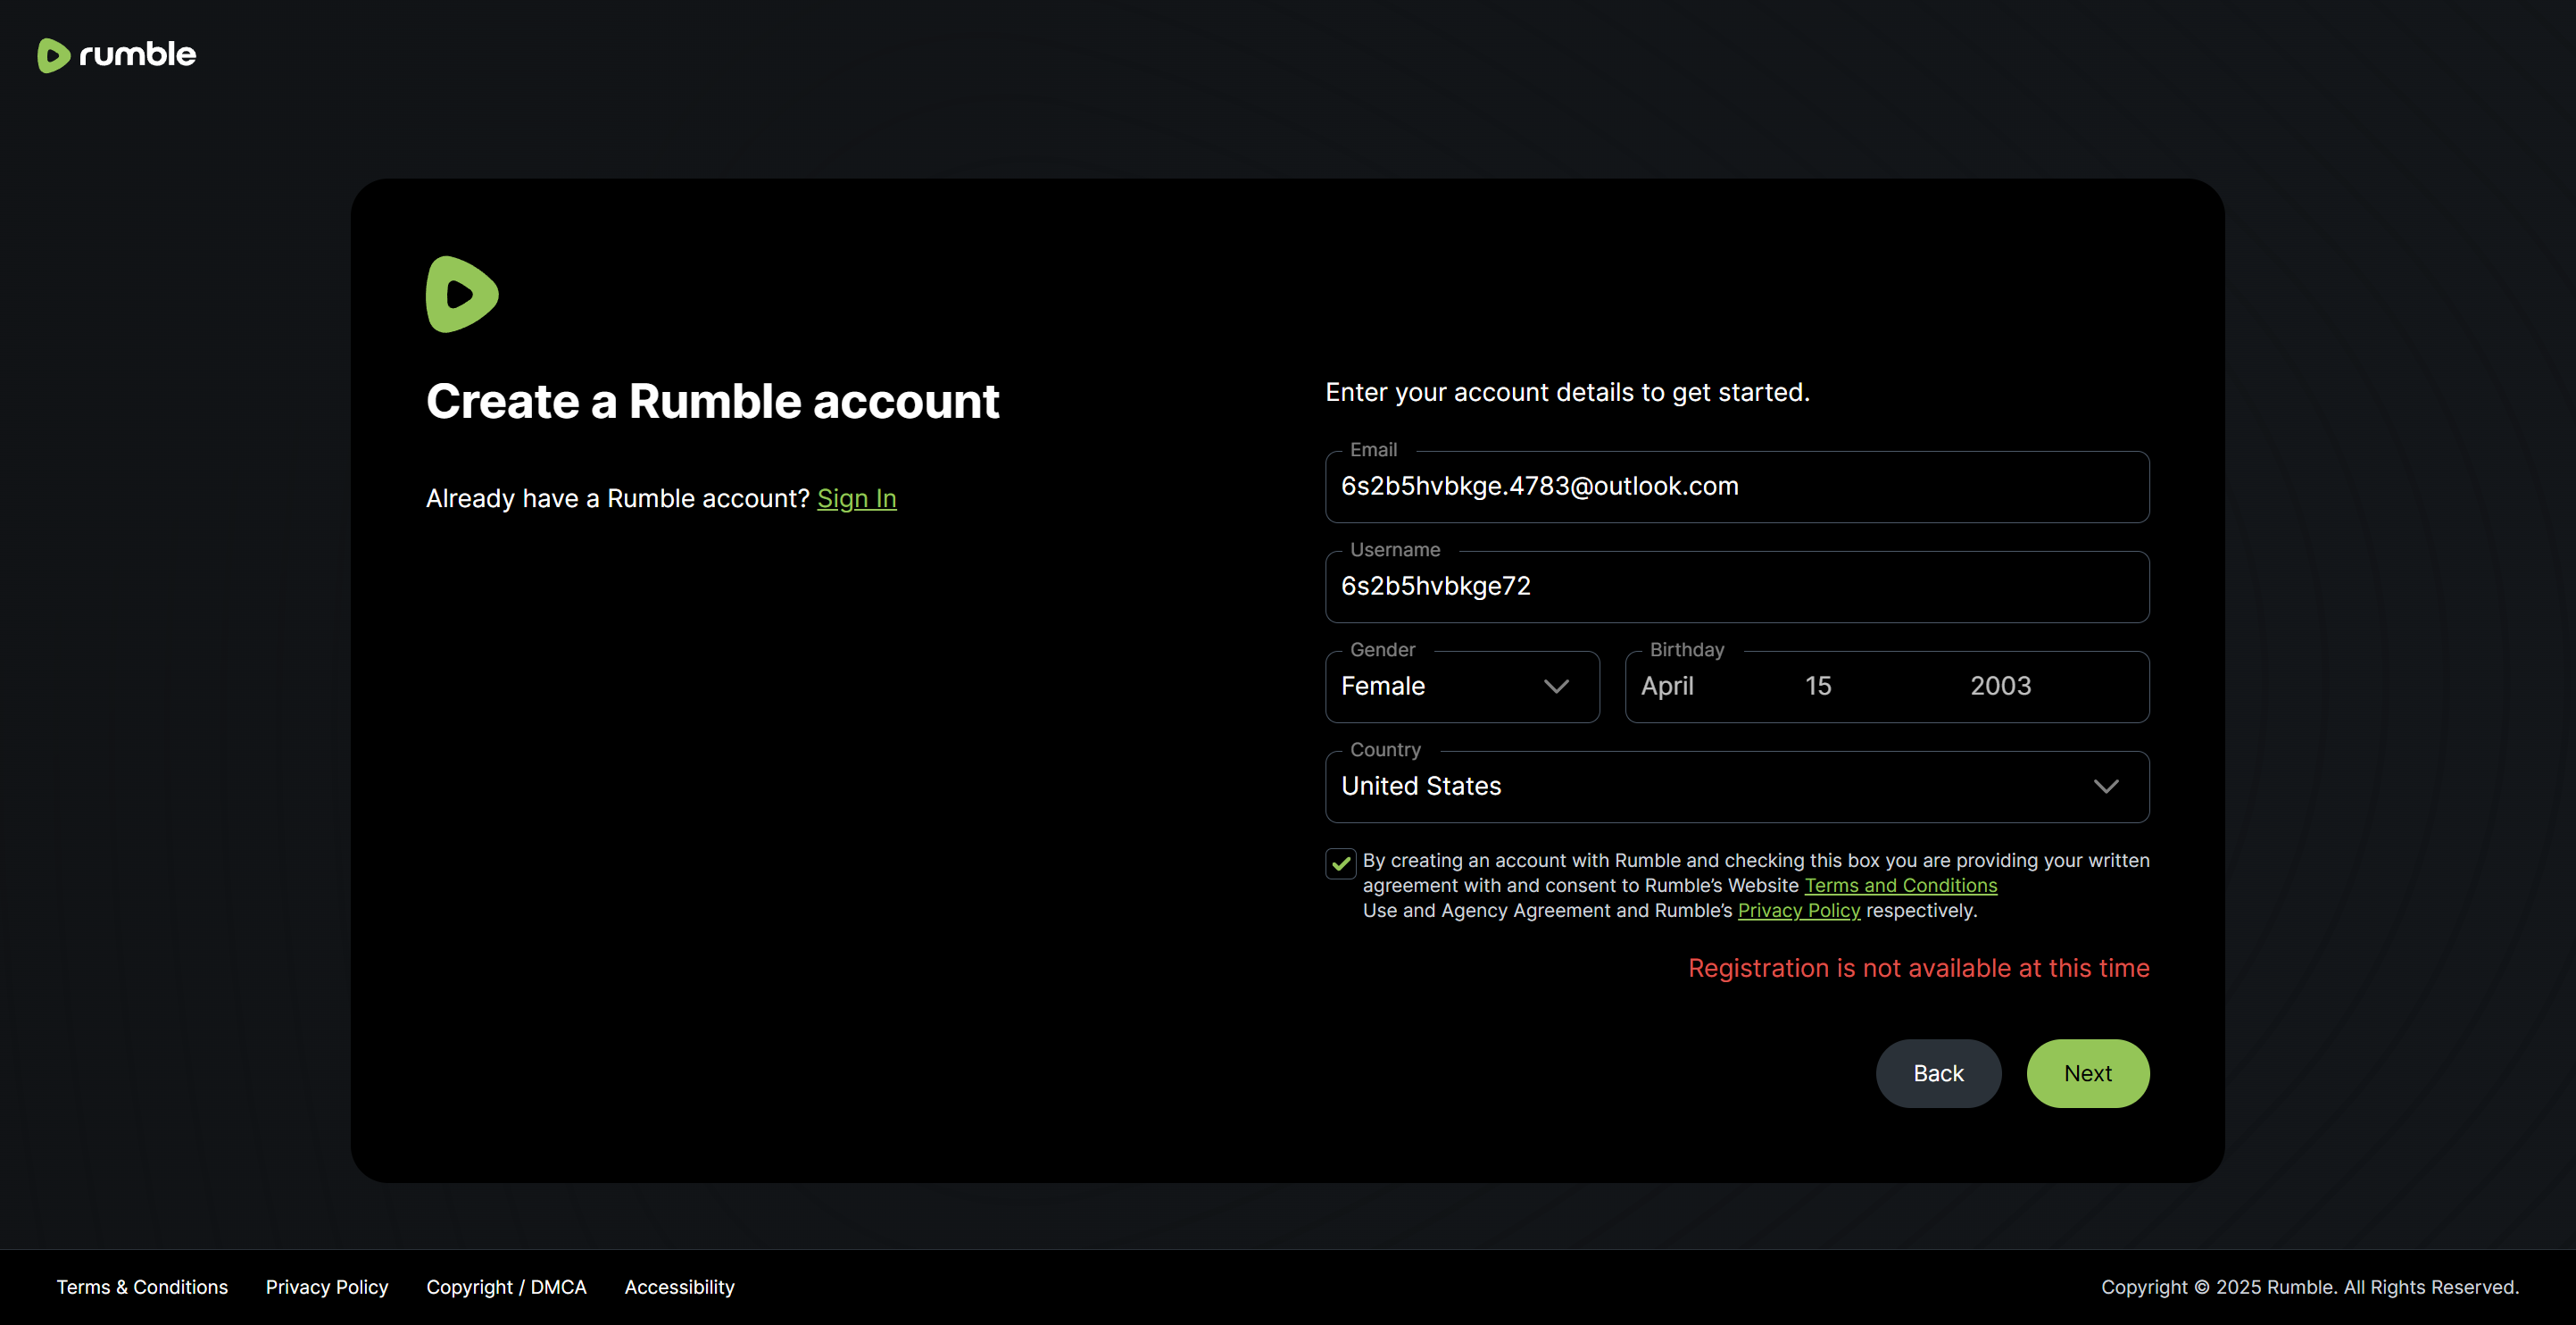 rumble
Create a Rumble account
Already have a Rumble account? Sign In
Enter your account details to get started.
Email
6s2b5hvbkge.4783@outlook.com
Username
6s2b5hvbkge72
Gender
Female
Birthday
April 15 2003
Country
United States
By creating an account with Rumble and checking this box you are providing your written
agreement with and consent to Rumble’s Website Terms and Conditions
Use and Agency Agreement and Rumble’s Privacy Policy respectively.
Registration is not available at this time
Back
Next
Terms & Conditions Privacy Policy Copyright / DMCA Accessibility
Copyright © 2025 Rumble. All Rights Reserved.